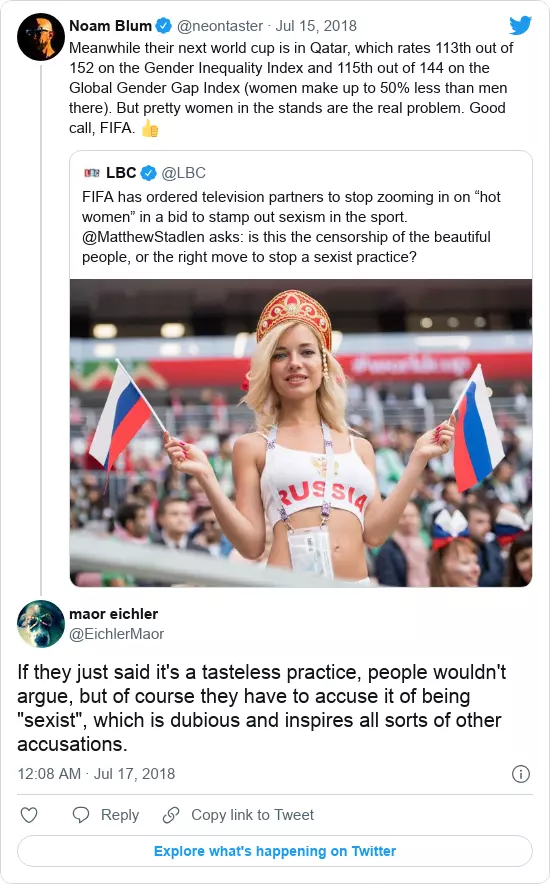 Noam Blum @neontaster · Jul 15, 2018
Meanwhile their next world cup is in Qatar, which rates 113th out of
152 on the Gender Inequality Index and 115th out of 144 on the
Global Gender Gap Index (women make up to 50% less than men
there). But pretty women in the stands are the real problem. Good
call, FIFA. 👍
LBC LBC @LBC
FIFA has ordered television partners to stop zooming in on “hot
women” in a bid to stamp out sexism in the sport.
@MatthewStadlen asks: is this the censorship of the beautiful
people, or the right move to stop a sexist practice?
RUSSIA
maor eichler
@EichlerMaor
If they just said it's a tasteless practice, people wouldn't
argue, but of course they have to accuse it of being
"sexist", which is dubious and inspires all sorts of other
accusations.
12:08 AM · Jul 17, 2018
Reply Copy link to Tweet
Explore what's happening on Twitter